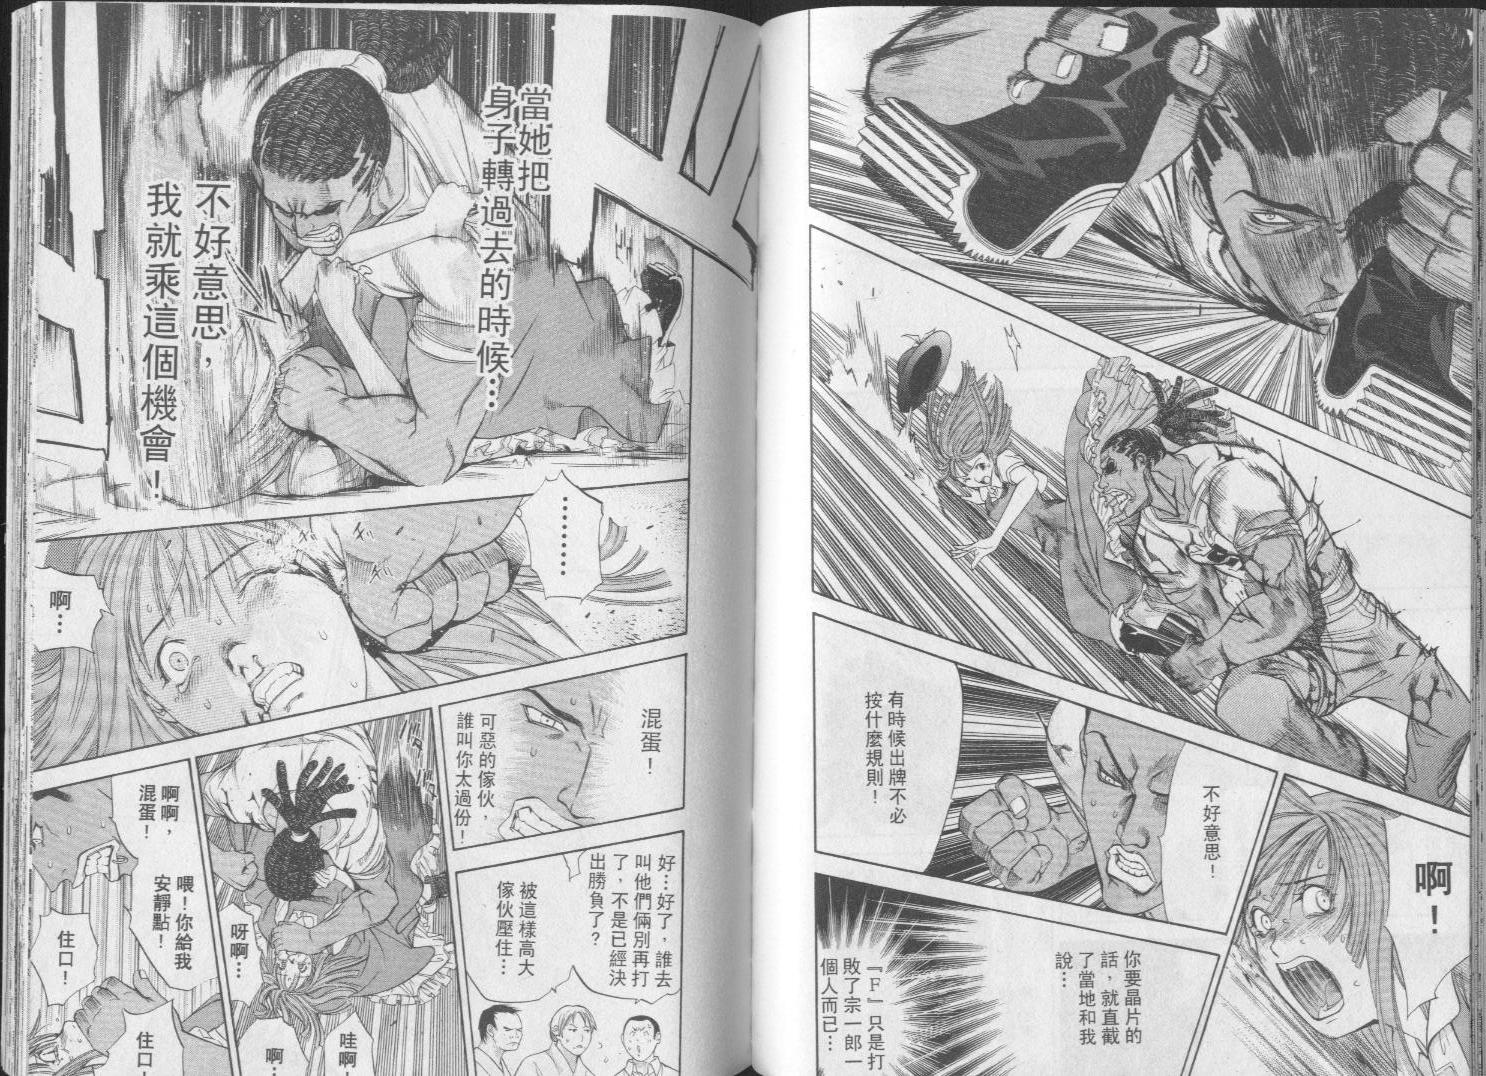 啊！
不好意思！
有時候出牌不必
按什麼規則！
你要晶片的
話，就直截
了當地和我
說…
『F』只是打
敗了宗一郎一
個人而已…
當她把
身子轉過去的時候…
不好意思，
我就乘這個機會！
………
啊…
混蛋！
可惡的傢伙，
誰叫你太過份！
啊啊，
混蛋！
喂！你給我
安靜點！
住口！
住口！
呀啊…
哇啊！
啊…
好…好了，誰去
叫他們倆別再打
了，不是已經決
出勝負了？
被這樣高大
傢伙壓住…